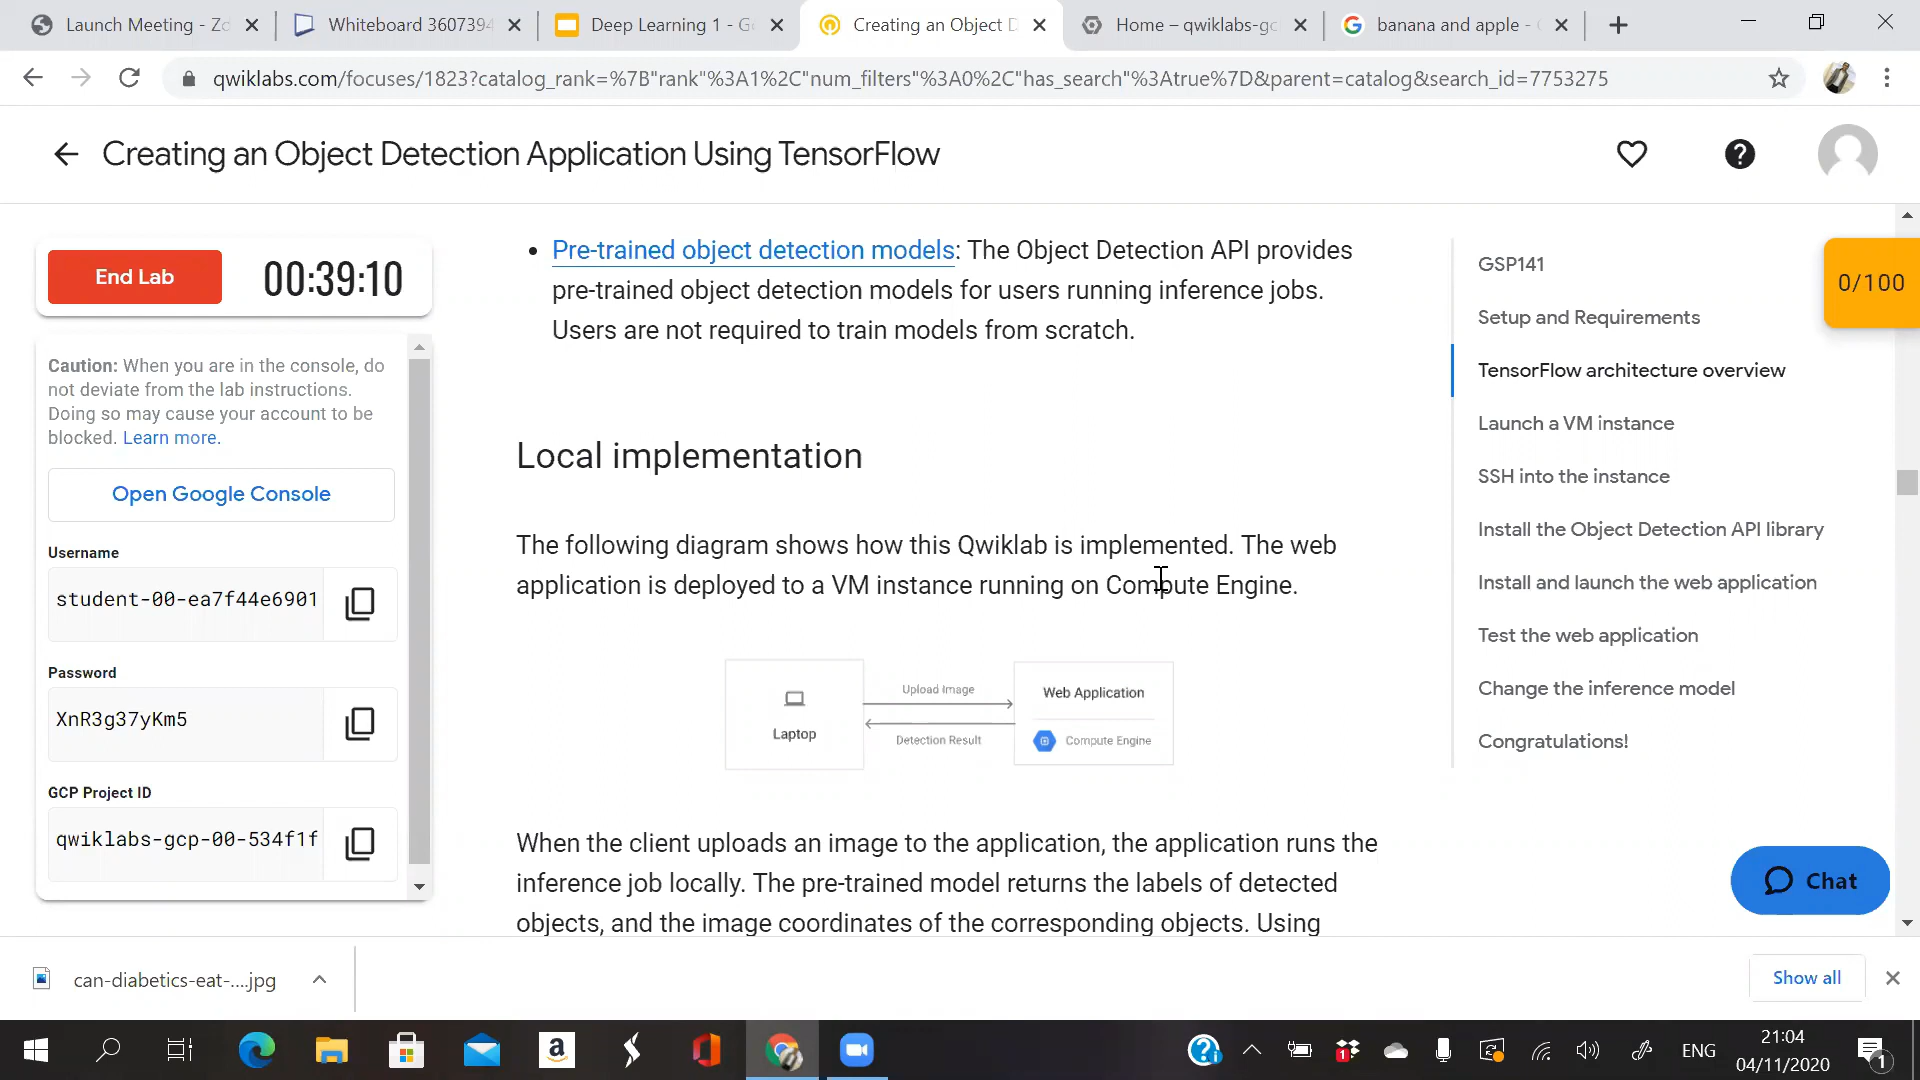 Launch Meeting - Zo
Whiteboard 3607394
Deep Learning 1 - Go
Creating an Object D
Home – qwiklabs-gc
banana and apple -
qwiklabs.com/focuses/1823?catalog_rank=%7B"rank"%3A1%2C"num_filters"%3A0%2C"has_search"%3Atrue%7D&parent=catalog&search_id=7753275
Creating an Object Detection Application Using TensorFlow
End Lab
00:39:10
Caution: When you are in the console, do
not deviate from the lab instructions.
Doing so may cause your account to be
blocked. Learn more.
Open Google Console
Username
student-00-ea7f44e6901
Password
XnR3g37yKm5
GCP Project ID
qwiklabs-gcp-00-534f1f
• Pre-trained object detection models: The Object Detection API provides
pre-trained object detection models for users running inference jobs.
Users are not required to train models from scratch.
Local implementation
The following diagram shows how this Qwiklab is implemented. The web
application is deployed to a VM instance running on Compute Engine.
Laptop
Upload Image
Detection Result
Web Application
Compute Engine
When the client uploads an image to the application, the application runs the
inference job locally. The pre-trained model returns the labels of detected
objects, and the image coordinates of the corresponding objects. Using
GSP141
Setup and Requirements
TensorFlow architecture overview
Launch a VM instance
SSH into the instance
Install the Object Detection API library
Install and launch the web application
Test the web application
Change the inference model
Congratulations!
0/100
Chat
can-diabetics-eat-....jpg
Show all
ENG
21:04
04/11/2020
1